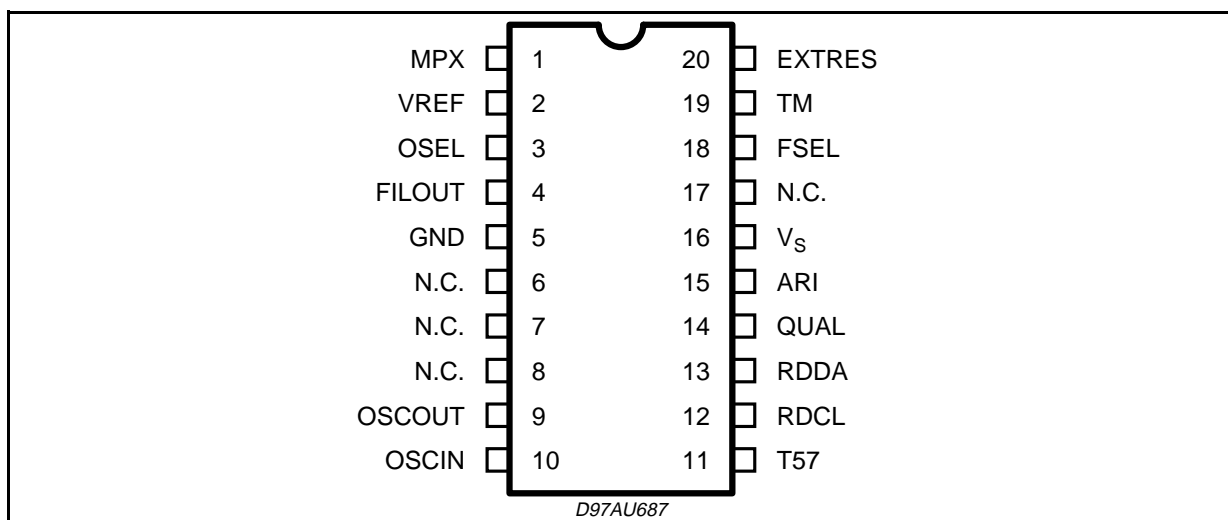 MPX 1 20 EXTRES
VREF 2 19 TM
OSEL 3 18 FSEL
FILOUT 4 17 N.C.
GND 5 16 VS
N.C. 6 15 ARI
N.C. 7 14 QUAL
N.C. 8 13 RDDA
OSCOUT 9 12 RDCL
OSCIN 10 11 T57
D97AU687